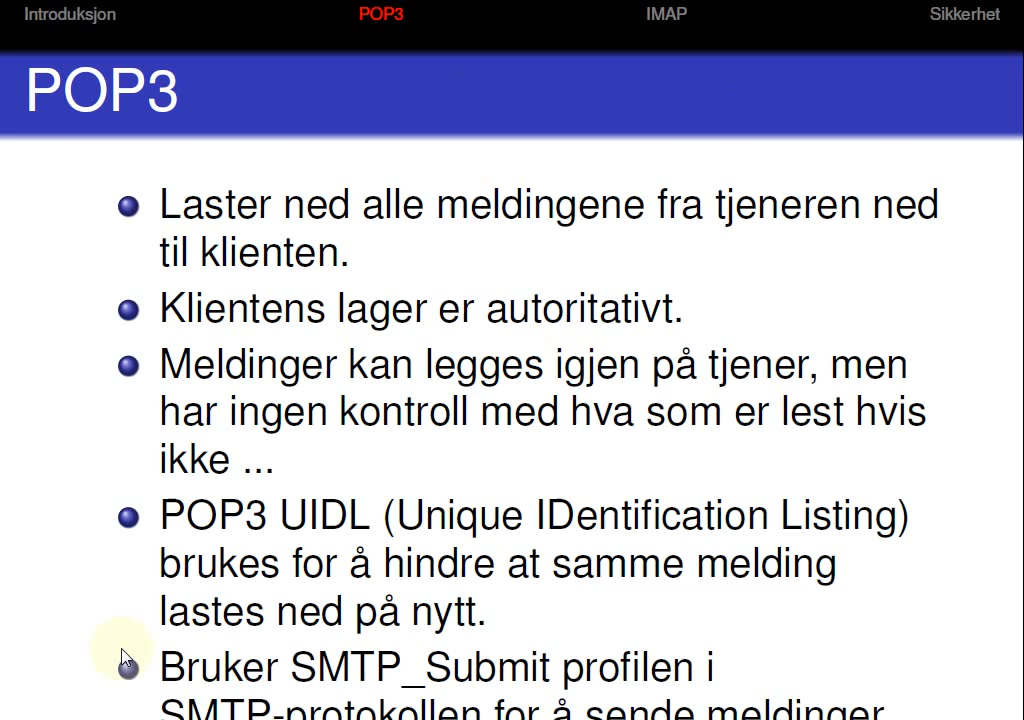 Introduksjon POP3 IMAP Sikkerhet
POP3
Laster ned alle meldingene fra tjeneren ned
til klienten.
Klientens lager er autoritativt.
Meldinger kan legges igjen på tjener, men
har ingen kontroll med hva som er lest hvis
ikke ...
POP3 UIDL (Unique IDentification Listing)
brukes for å hindre at samme melding
lastes ned på nytt.
Bruker SMTP_Submit profilen i
SMTP-protokollen for å sende meldinger